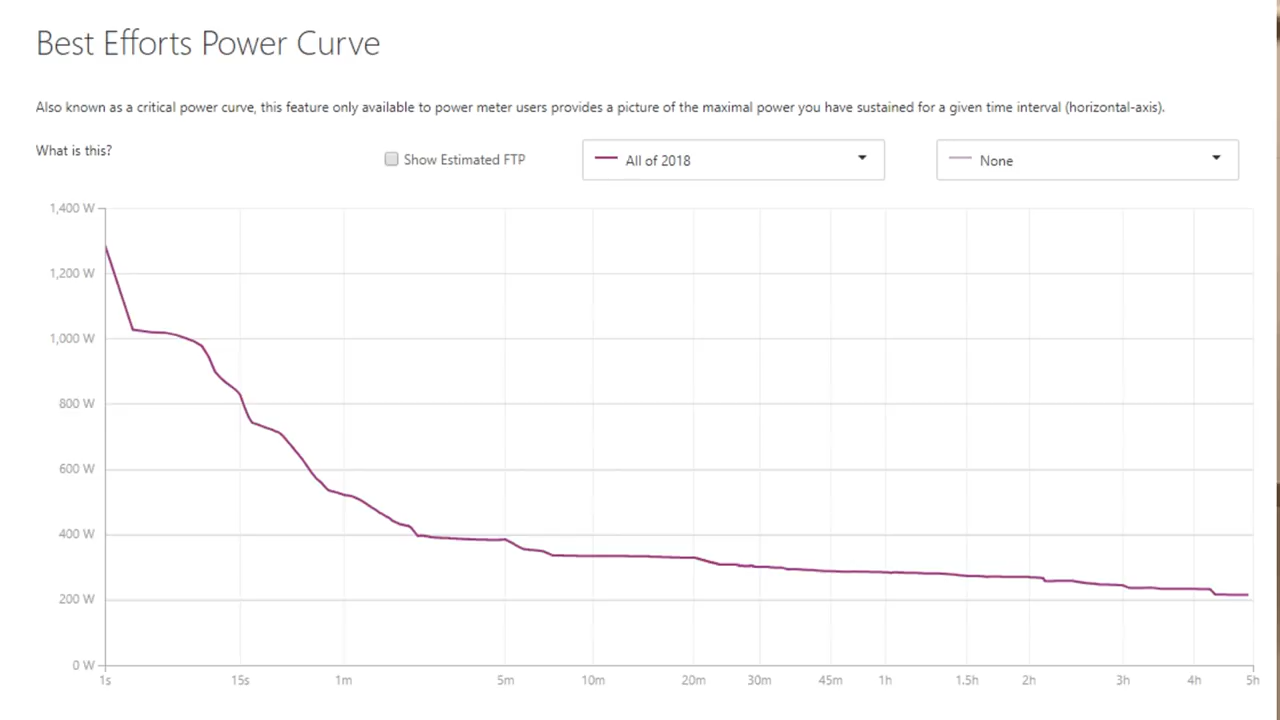 Best Efforts Power Curve
Also known as a critical power curve, this feature only available to power meter users provides a picture of the maximal power you have sustained for a given time interval (horizontal-axis).
What is this?
Show Estimated FTP
All of 2018
None
1,400 W
1,200 W
1,000 W
800 W
600 W
400 W
200 W
0 W
1s 15s 1m 5m 10m 20m 30m 45m 1h 1.5h 2h 3h 4h 5h